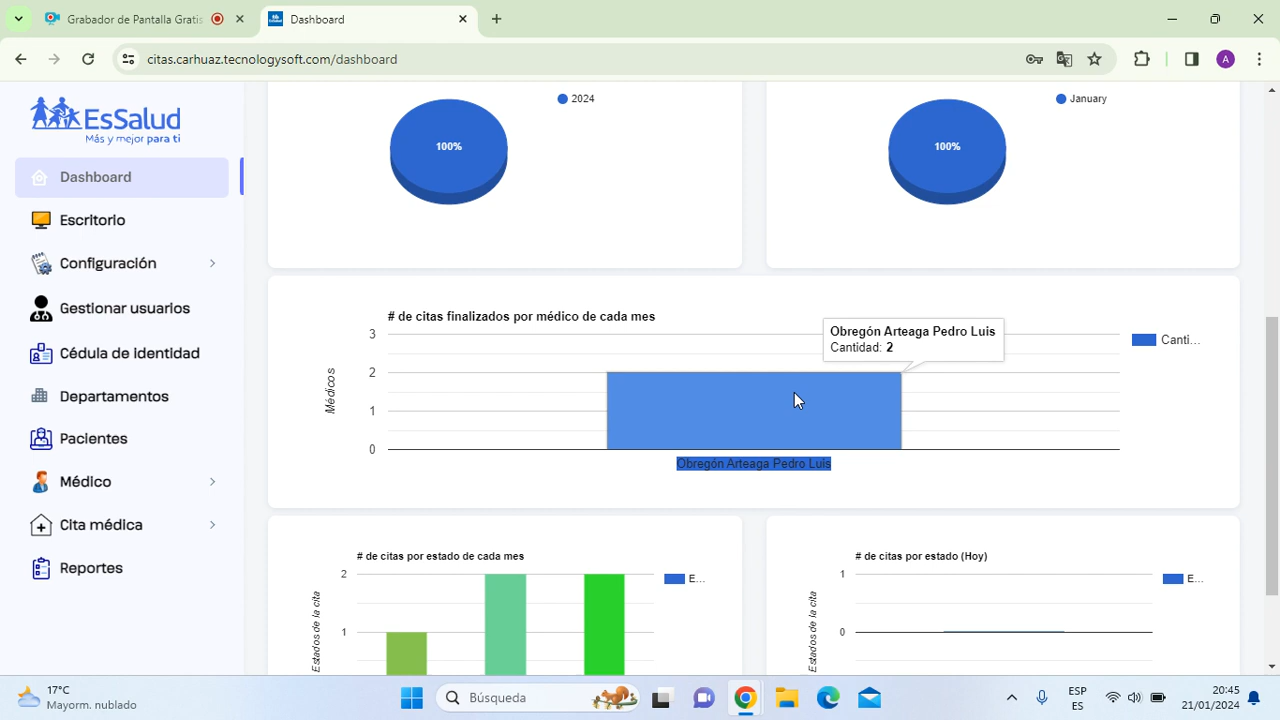 Grabador de Pantalla Gratis
Dashboard
citas.carhuaz.tecnologysoft.com/dashboard
A
EsSalud
Más y mejor para ti
Dashboard
Escritorio
Configuración
Gestionar usuarios
Cédula de identidad
Departamentos
Pacientes
Médico
Cita médica
Reportes
2024
100%
January
100%
# de citas finalizados por médico de cada mes
Médicos
3
2
1
0
Obregón Arteaga Pedro Luis
Cantidad: 2
Canti...
Obregón Arteaga Pedro Luis
# de citas por estado de cada mes
Estados de la cita
2
1
E...
# de citas por estado (Hoy)
Estados de la cita
1
0
E...
17°C
Mayorm. nublado
Búsqueda
ESP
ES
20:45
21/01/2024